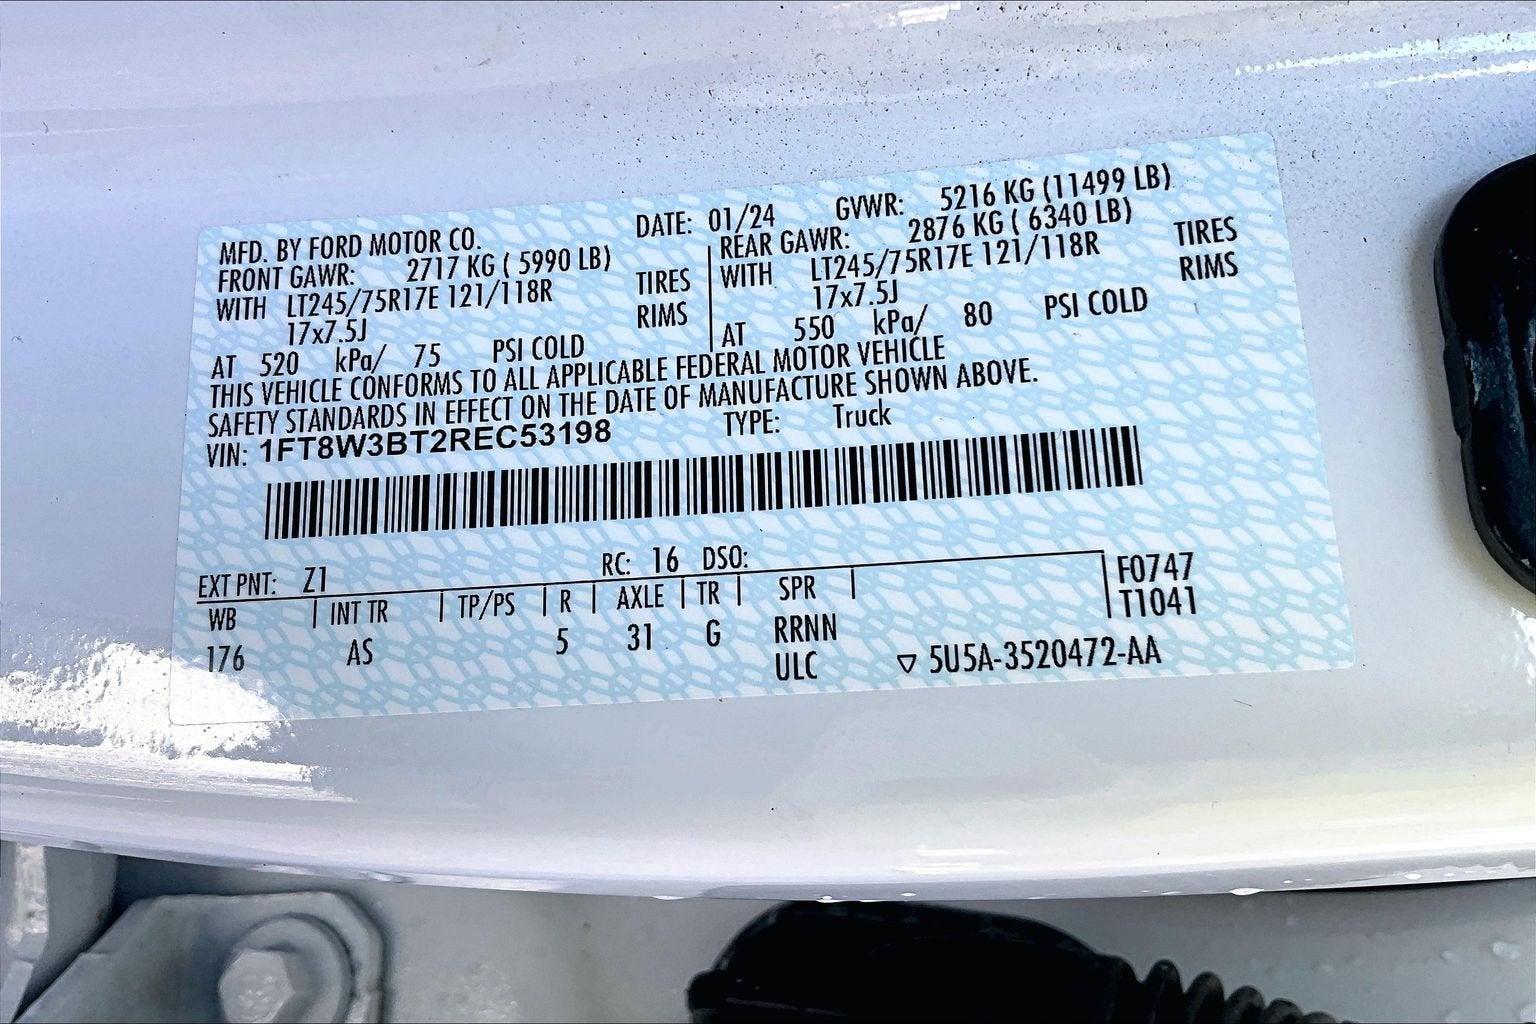 DATE: 01/24 GVWR: 5216 KG (11499 LB)
MFD. BY FORD MOTOR CO.
FRONT GAWR: 2717 KG ( 5990 LB)
WITH LT245/75R17E 121/118R TIRES
17x7.5J RIMS
AT 520 kPa/ 75 PSI COLD
REAR GAWR: 2876 KG ( 6340 LB)
WITH LT245/75R17E 121/118R TIRES
17x7.5J RIMS
AT 550 kPa/ 80 PSI COLD
THIS VEHICLE CONFORMS TO ALL APPLICABLE FEDERAL MOTOR VEHICLE
SAFETY STANDARDS IN EFFECT ON THE DATE OF MANUFACTURE SHOWN ABOVE.
VIN: 1FT8W3BT2REC53198 TYPE: Truck
EXT PNT: Z1 RC: 16 DSO:
WB INT TR TP/PS R AXLE TR SPR
176 AS 5 31 G RRNN
ULC
F0747
T1041
▽ 5U5A-3520472-AA